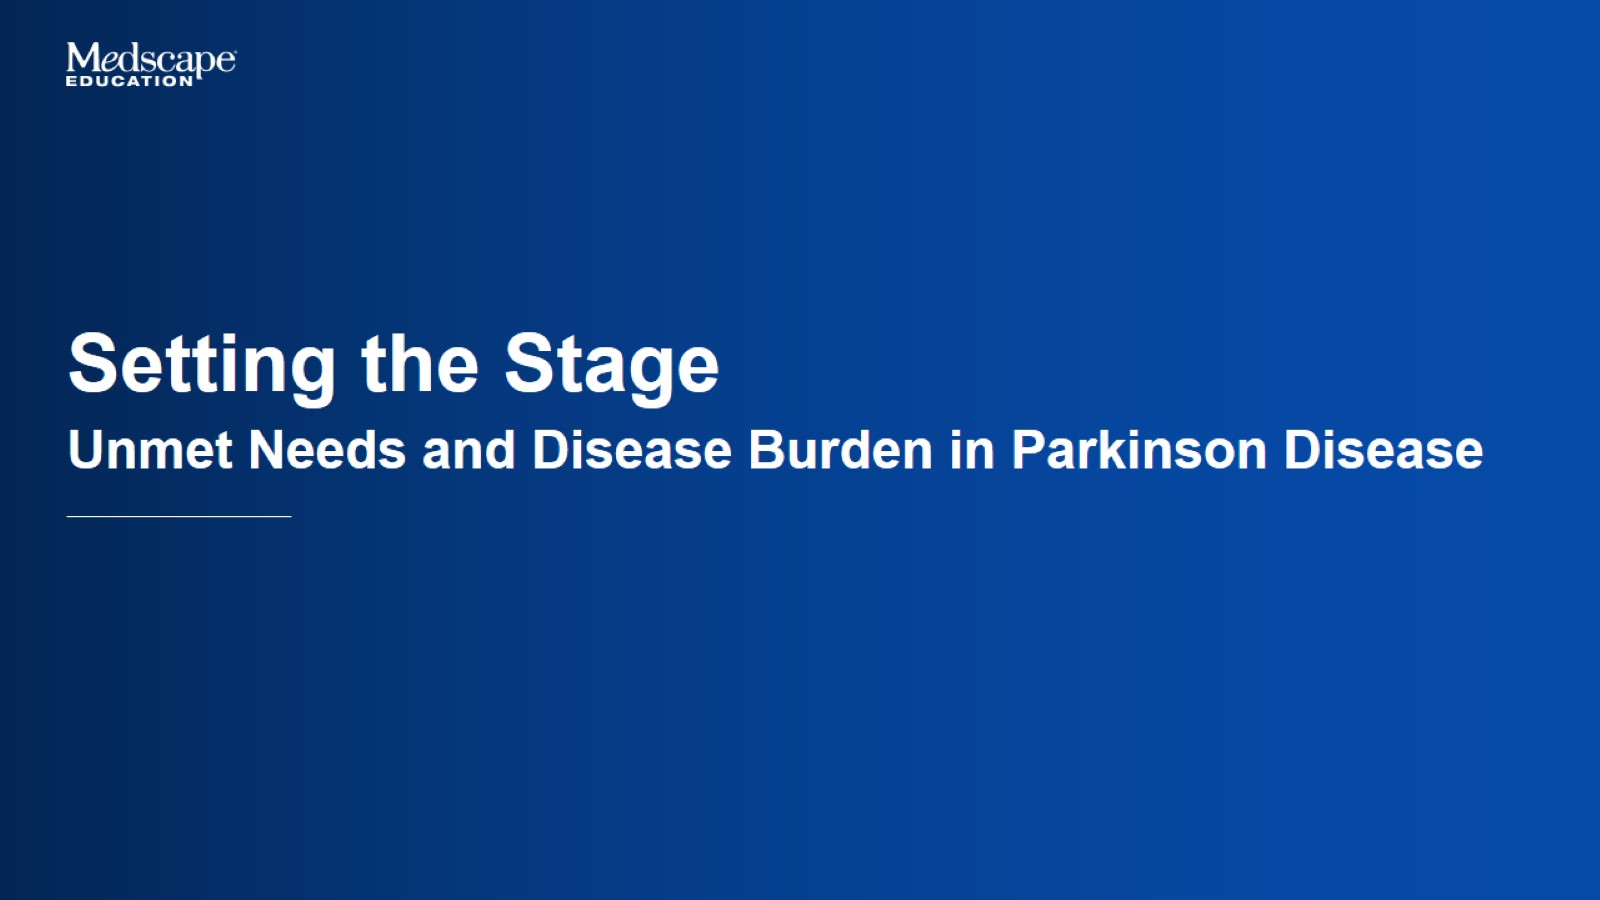 Medscape
EDUCATION
Setting the Stage
Unmet Needs and Disease Burden in Parkinson Disease